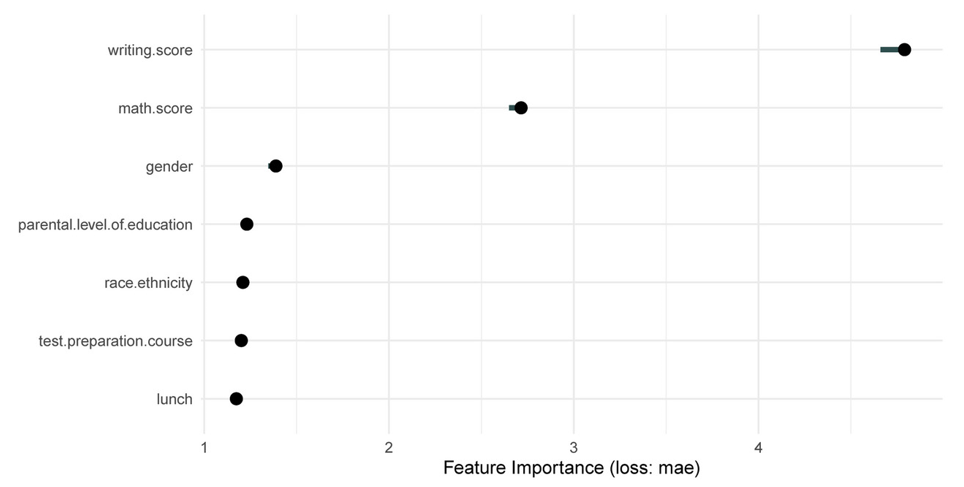 writing.score
math.score
gender
parental.level.of.education
race.ethnicity
test.preparation.course
lunch
1 2 3 4
Feature Importance (loss: mae)